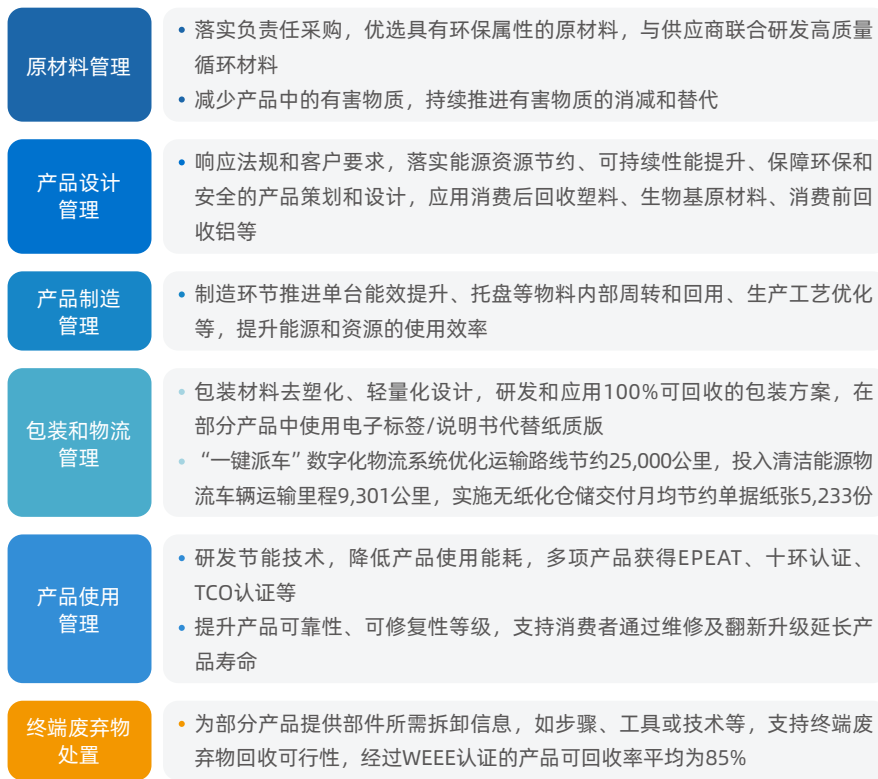 原材料管理
• 落实负责任采购，优选具有环保属性的原材料，与供应商联合研发高质量
循环材料
• 减少产品中的有害物质，持续推进有害物质的消减和替代
产品设计
管理
• 响应法规和客户要求，落实能源资源节约、可持续性能提升、保障环保和
安全的产品策划和设计，应用消费后回收塑料、生物基原材料、消费前回
收铝等
产品制造
管理
• 制造环节推进单台能效提升、托盘等物料内部周转和回用、生产工艺优化
等，提升能源和资源的使用效率
包装和物流
管理
• 包装材料去塑化、轻量化设计，研发和应用100%可回收的包装方案，在
部分产品中使用电子标签/说明书代替纸质版
• “一键派车”数字化物流系统优化运输路线节约25,000公里，投入清洁能源物
流车辆运输里程9,301公里，实施无纸化仓储交付月均节约单据纸张5,233份
产品使用
管理
• 研发节能技术，降低产品使用能耗，多项产品获得EPEAT、十环认证、
TCO认证等
• 提升产品可靠性、可修复性等级，支持消费者通过维修及翻新升级延长产
品寿命
终端废弃物
处置
• 为部分产品提供部件所需拆卸信息，如步骤、工具或技术等，支持终端废
弃物回收可行性，经过WEEE认证的产品可回收率平均为85%